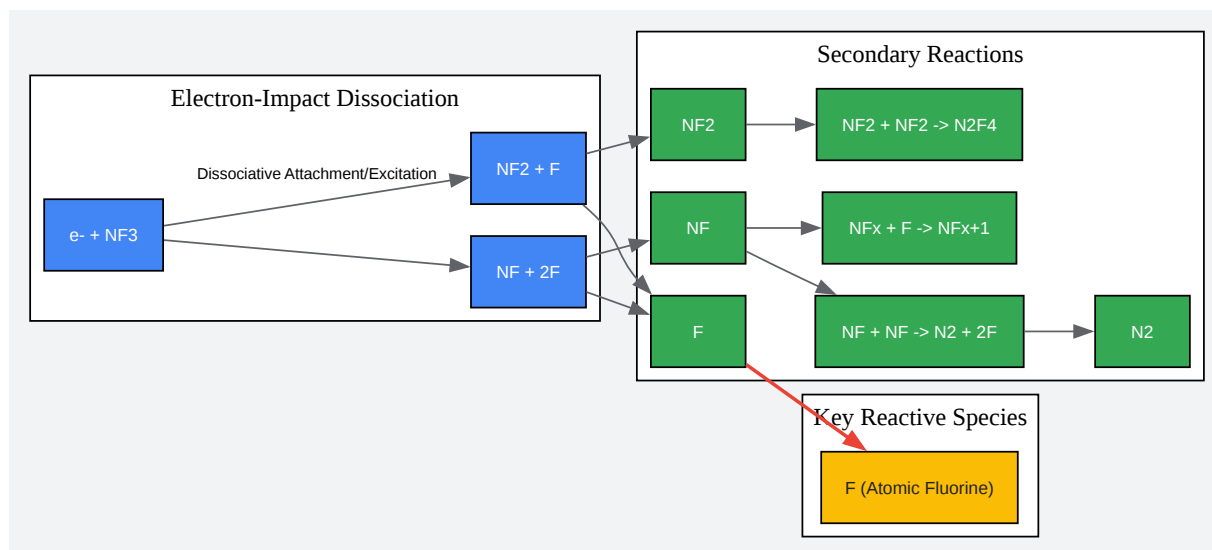 Electron-Impact Dissociation
Dissociative Attachment/Excitation
e- + NF3
NF2 + F
NF + 2F
Secondary Reactions
NF2
NF2 + NF2 -> N2F4
NF
NFx + F -> NFx+1
F
NF + NF -> N2 + 2F
N2
Key Reactive Species
F (Atomic Fluorine)